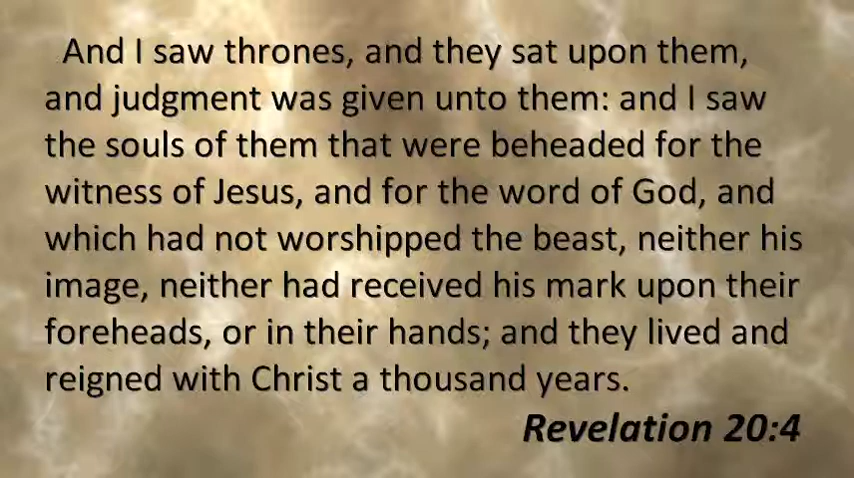 And I saw thrones, and they sat upon them,
and judgment was given unto them: and I saw
the souls of them that were beheaded for the
witness of Jesus, and for the word of God, and
which had not worshipped the beast, neither his
image, neither had received his mark upon their
foreheads, or in their hands; and they lived and
reigned with Christ a thousand years.
Revelation 20:4